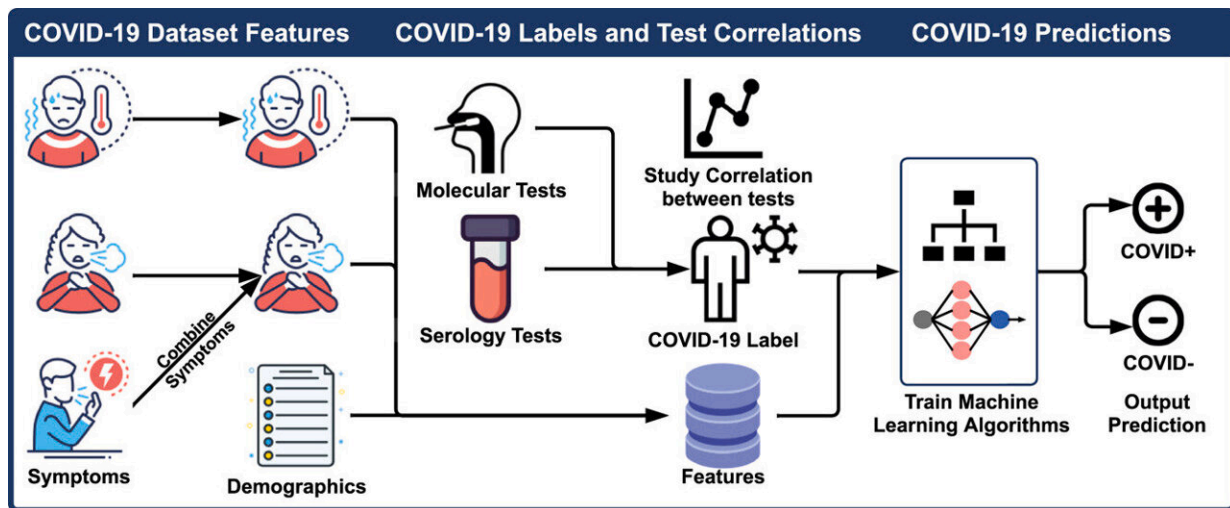 COVID-19 Dataset Features
COVID-19 Labels and Test Correlations
COVID-19 Predictions
Combine
Symptoms
Symptoms
Demographics
Molecular Tests
Serology Tests
Study Correlation
between tests
COVID-19 Label
Features
Train Machine
Learning Algorithms
COVID+
COVID-
Output
Prediction